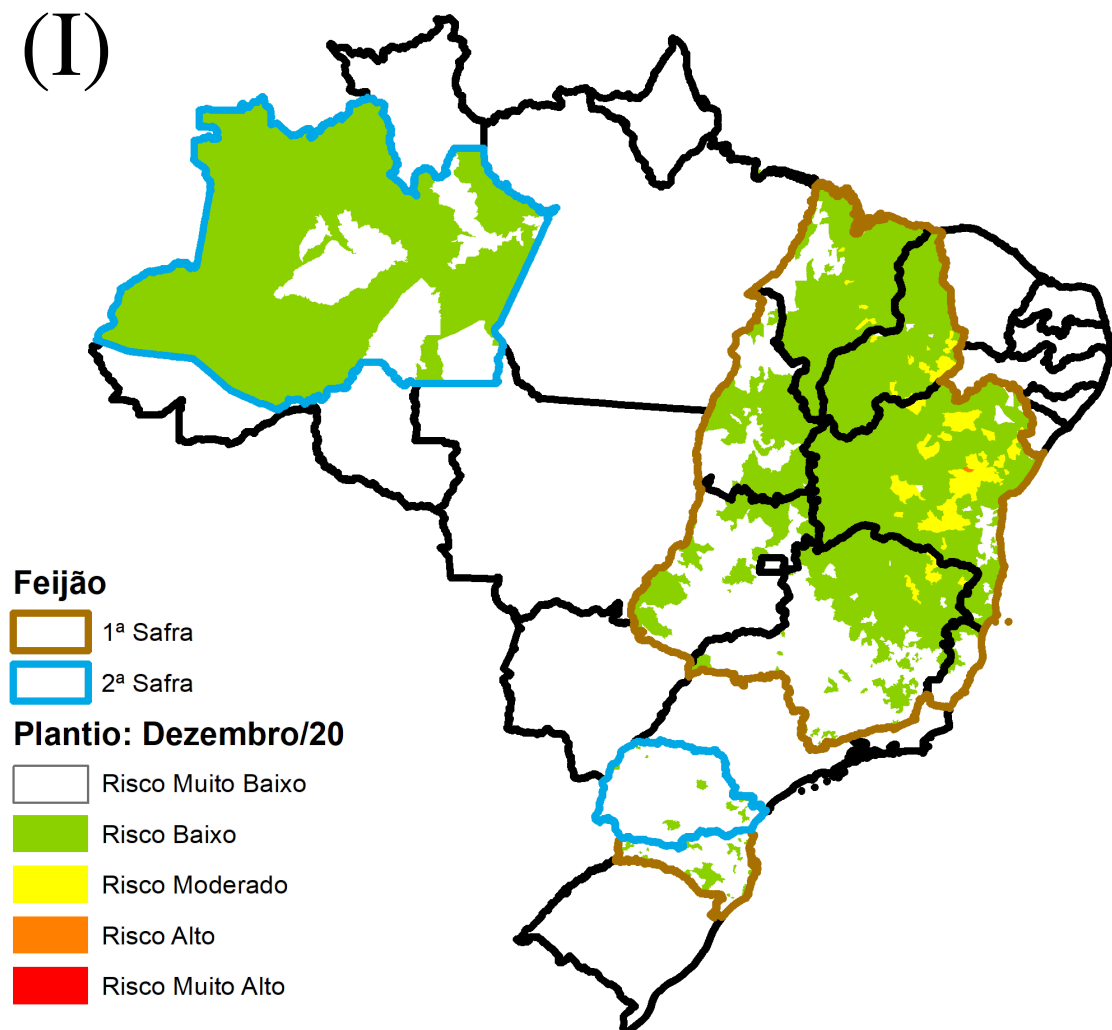 (I)
Feijão
1ª Safra
2ª Safra
Plantio: Dezembro/20
Risco Muito Baixo
Risco Baixo
Risco Moderado
Risco Alto
Risco Muito Alto